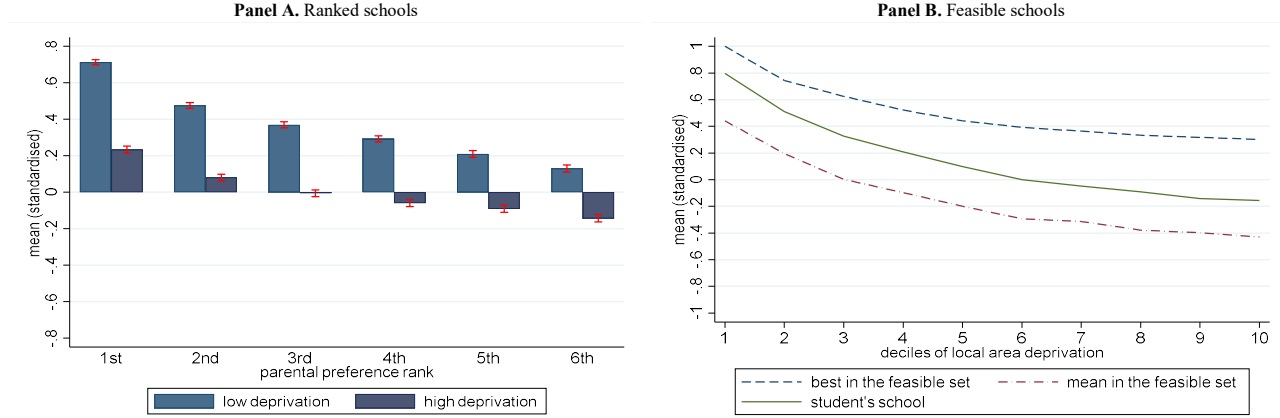 Panel A. Ranked schools
mean (standardised)
.8
.6
.4
.2
0
-.2
-.4
-.6
-.8
1st 2nd 3rd 4th 5th 6th
parental preference rank
low deprivation high deprivation
Panel B. Feasible schools
mean (standardised)
1
.8
.6
.4
.2
0
-.2
-.4
-.6
-.8
-1
1 2 3 4 5 6 7 8 9 10
deciles of local area deprivation
best in the feasible set mean in the feasible set
student's school